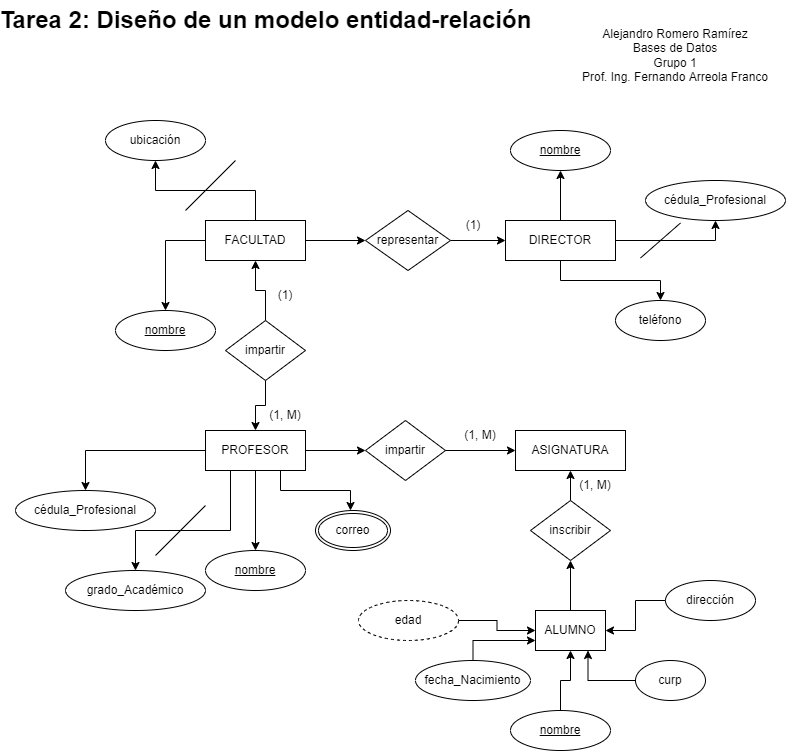 Tarea 2: Diseño de un modelo entidad-relación
Alejandro Romero Ramírez
Bases de Datos
Grupo 1
Prof. Ing. Fernando Arreola Franco
ubicación
nombre
cédula_Profesional
FACULTAD
representar
(1)
DIRECTOR
(1)
nombre
teléfono
impartir
(1, M)
PROFESOR
impartir
(1, M)
ASIGNATURA
(1, M)
cédula_Profesional
correo
inscribir
nombre
grado_Académico
edad
dirección
ALUMNO
fecha_Nacimiento
curp
nombre